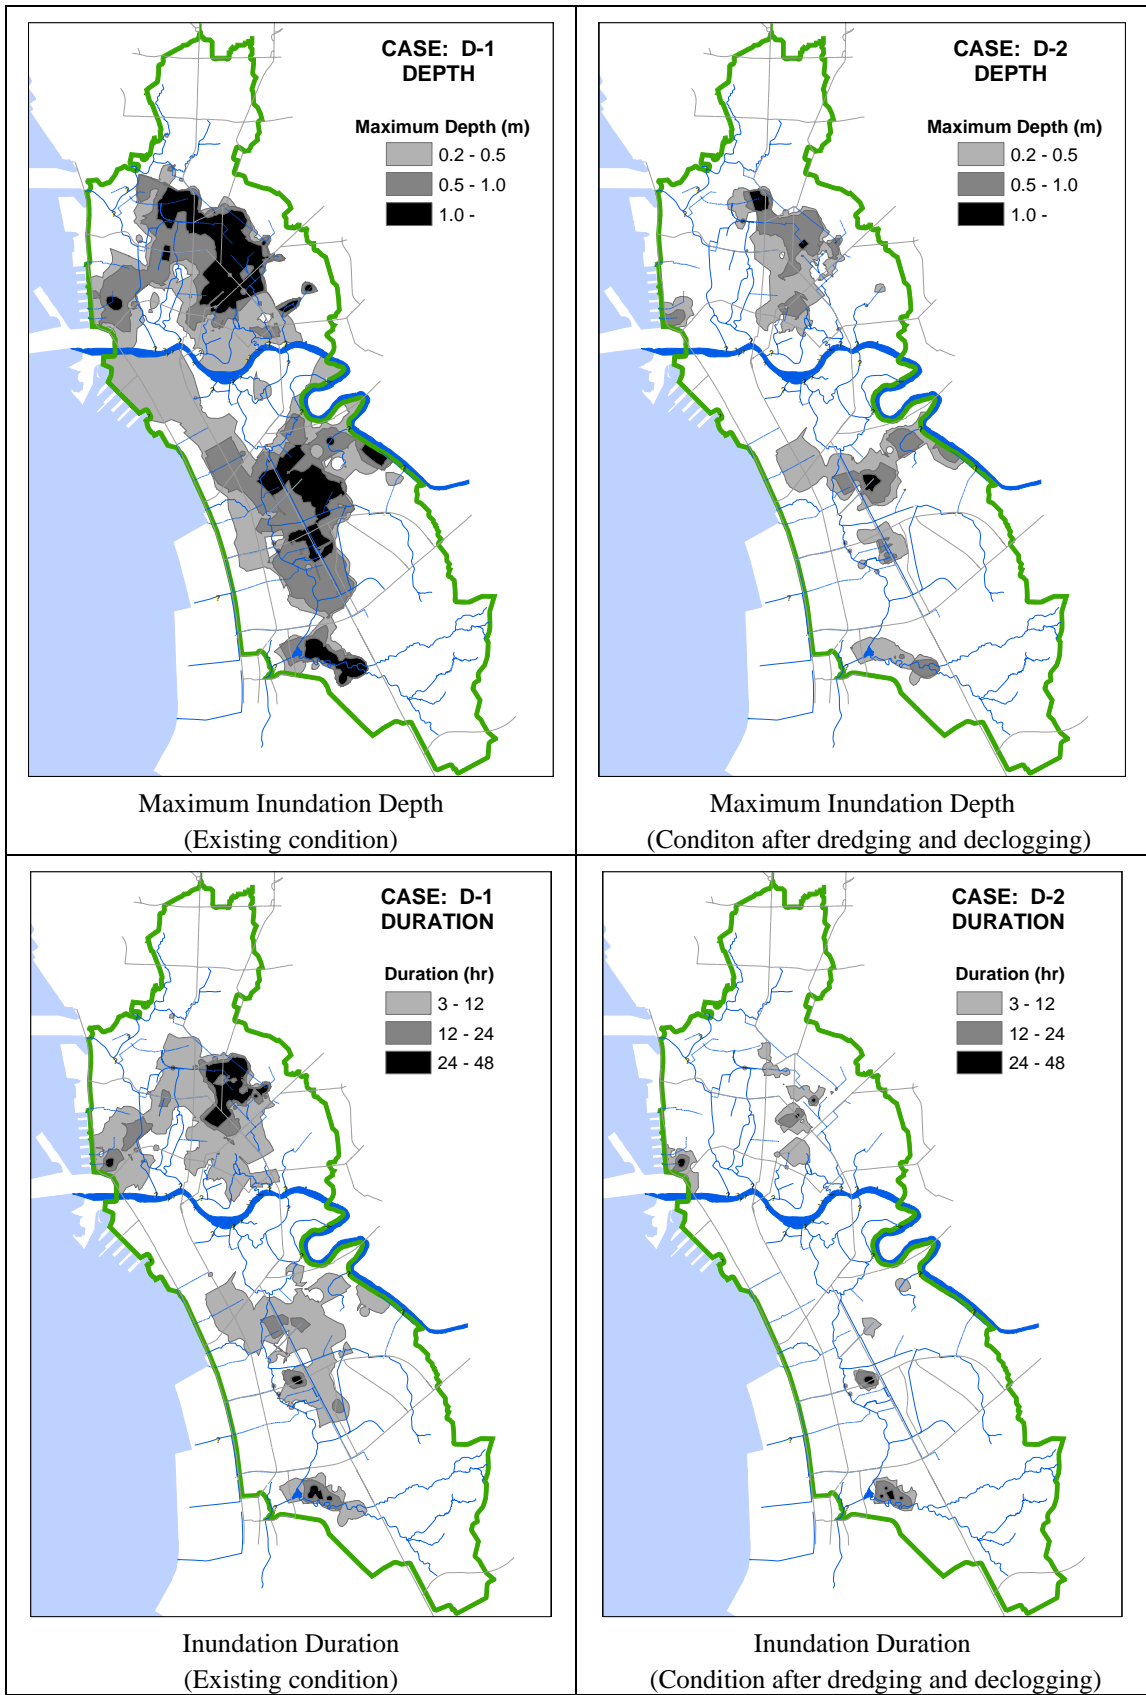 CASE: D-1
DEPTH
Maximum Depth (m)
0.2 - 0.5
0.5 - 1.0
1.0 -
Maximum Inundation Depth
(Existing condition)
CASE: D-2
DEPTH
Maximum Depth (m)
0.2 - 0.5
0.5 - 1.0
1.0 -
Maximum Inundation Depth
(Conditon after dredging and declogging)
CASE: D-1
DURATION
Duration (hr)
3 - 12
12 - 24
24 - 48
Inundation Duration
(Existing condition)
CASE: D-2
DURATION
Duration (hr)
3 - 12
12 - 24
24 - 48
Inundation Duration
(Condition after dredging and declogging)